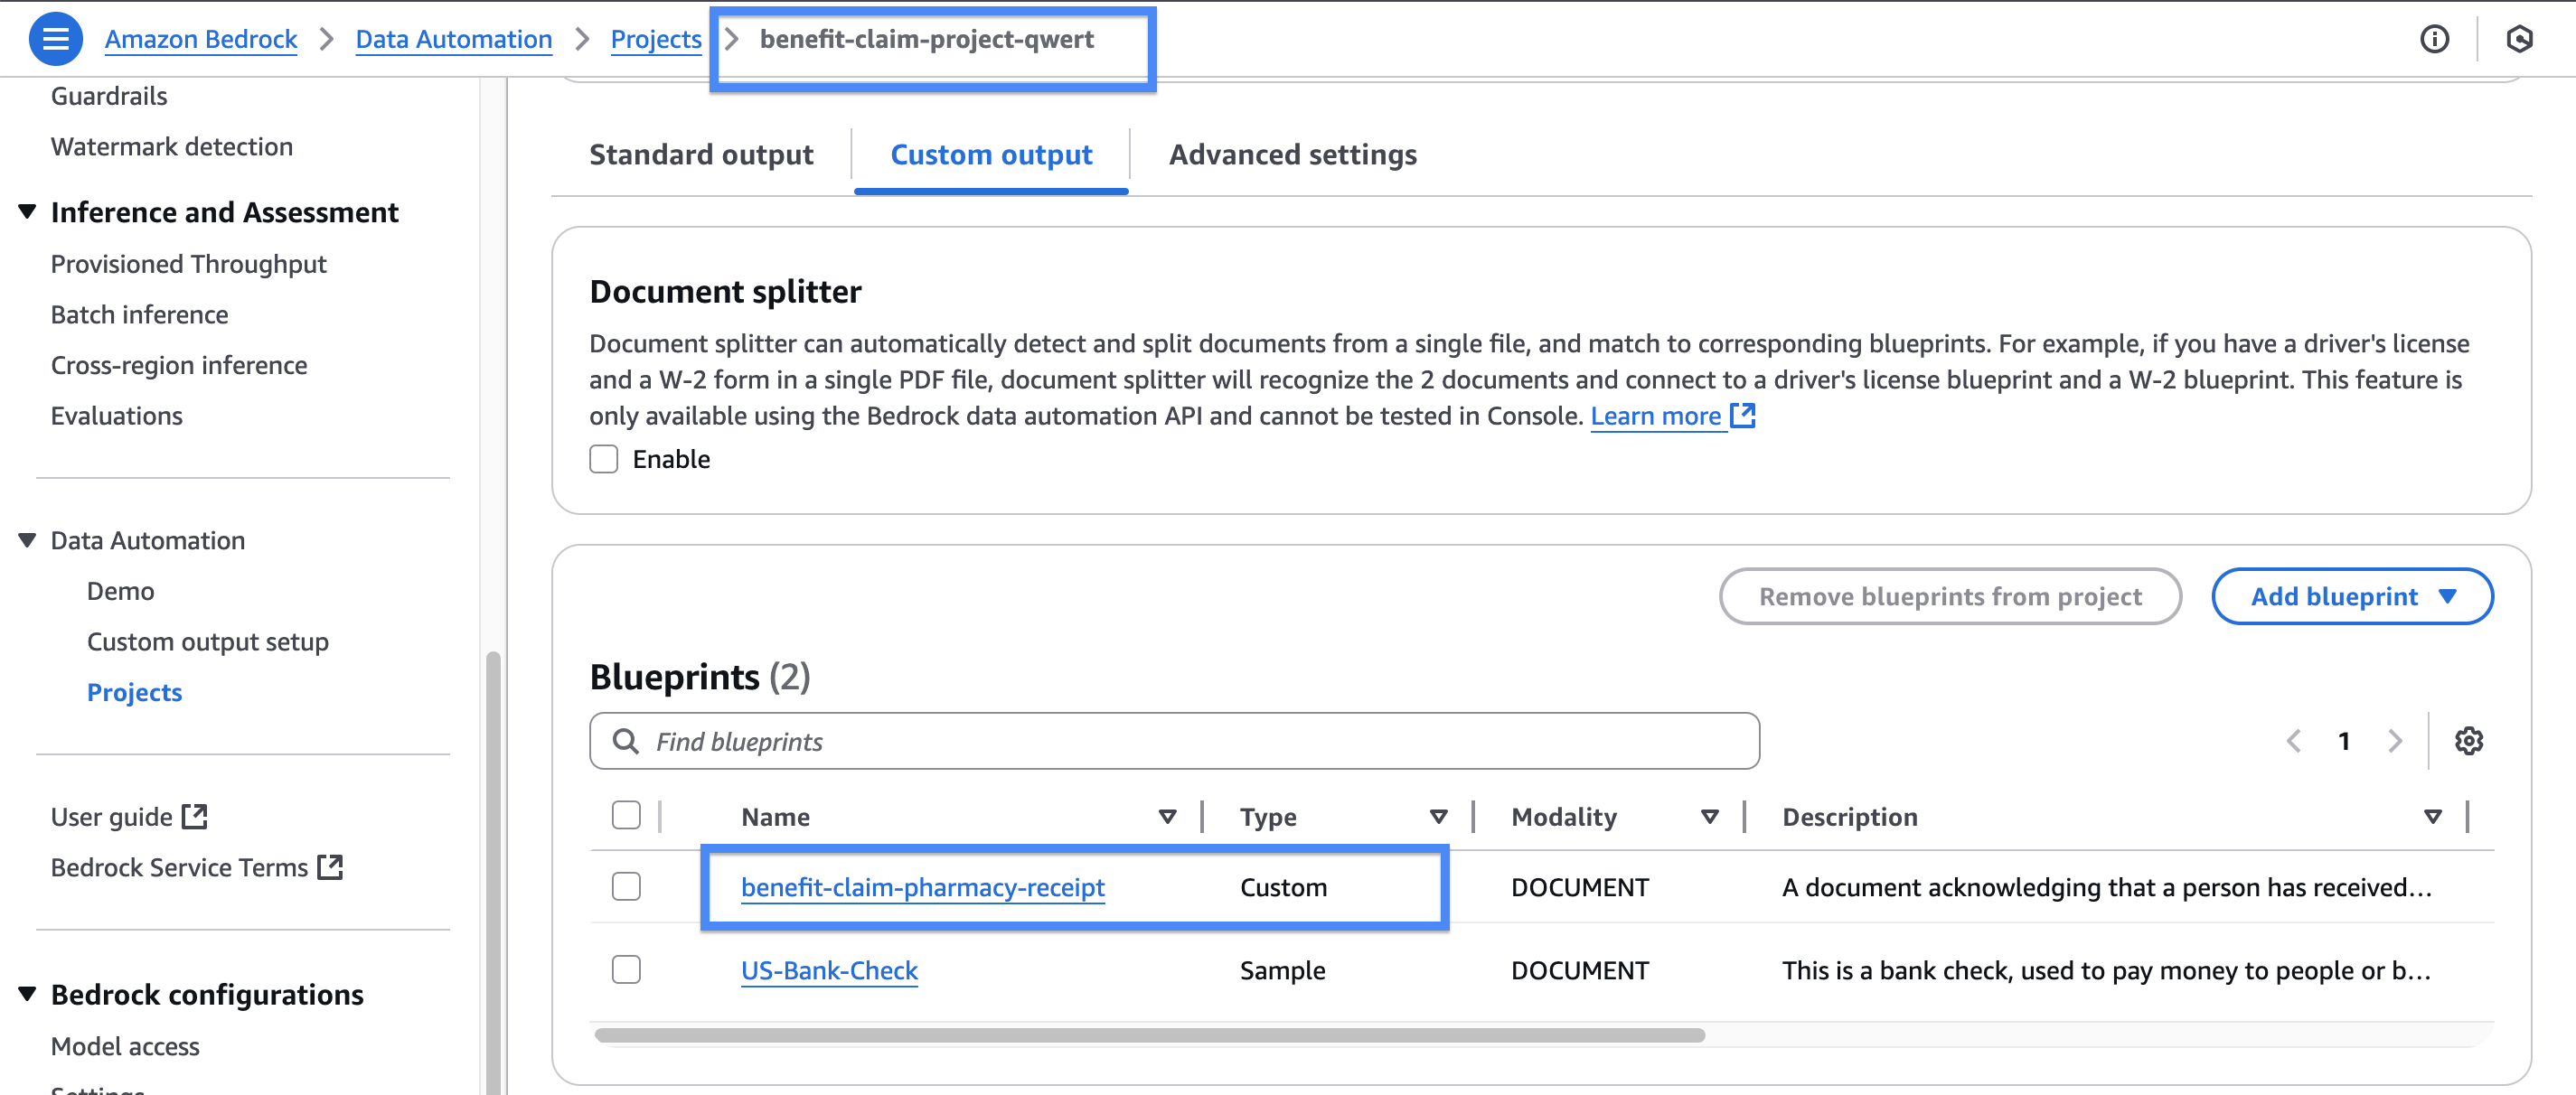 Amazon Bedrock > Data Automation > Projects > benefit-claim-project-qwert
Guardrails
Watermark detection
Inference and Assessment
Provisioned Throughput
Batch inference
Cross-region inference
Evaluations
Data Automation
Demo
Custom output setup
Projects
User guide
Bedrock Service Terms
Bedrock configurations
Model access
Settings
Standard output Custom output Advanced settings
Document splitter
Document splitter can automatically detect and split documents from a single file, and match to corresponding blueprints. For example, if you have a driver's license
and a W-2 form in a single PDF file, document splitter will recognize the 2 documents and connect to a driver's license blueprint and a W-2 blueprint. This feature is
only available using the Bedrock data automation API and cannot be tested in Console. Learn more
Enable
Remove blueprints from project Add blueprint
Blueprints (2)
Find blueprints 1
Name Type Modality Description
benefit-claim-pharmacy-receipt Custom DOCUMENT A document acknowledging that a person has received...
US-Bank-Check Sample DOCUMENT This is a bank check, used to pay money to people or b...